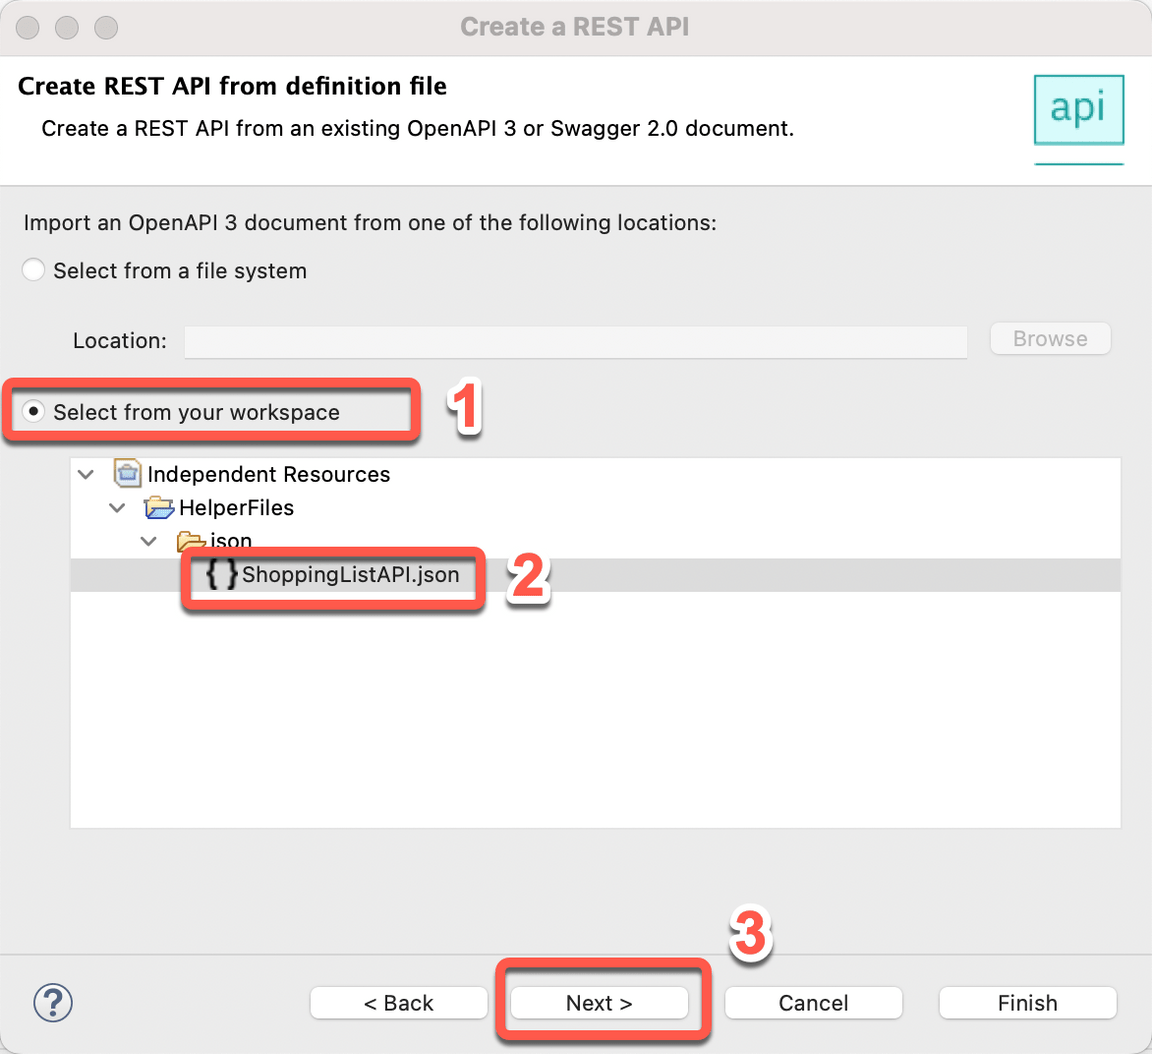 Create a REST API
Create REST API from definition file
Create a REST API from an existing OpenAPI 3 or Swagger 2.0 document.
api
Import an OpenAPI 3 document from one of the following locations:
Select from a file system
Location:
Browse
Select from your workspace
1
Independent Resources
HelperFiles
json
{ } ShoppingListAPI.json
2
3
?
< Back
Next >
Cancel
Finish